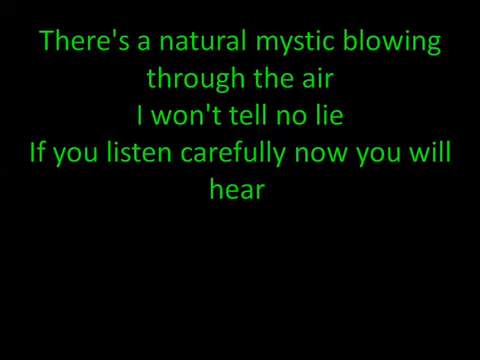 There's a natural mystic blowing
through the air
I won't tell no lie
If you listen carefully now you will
hear